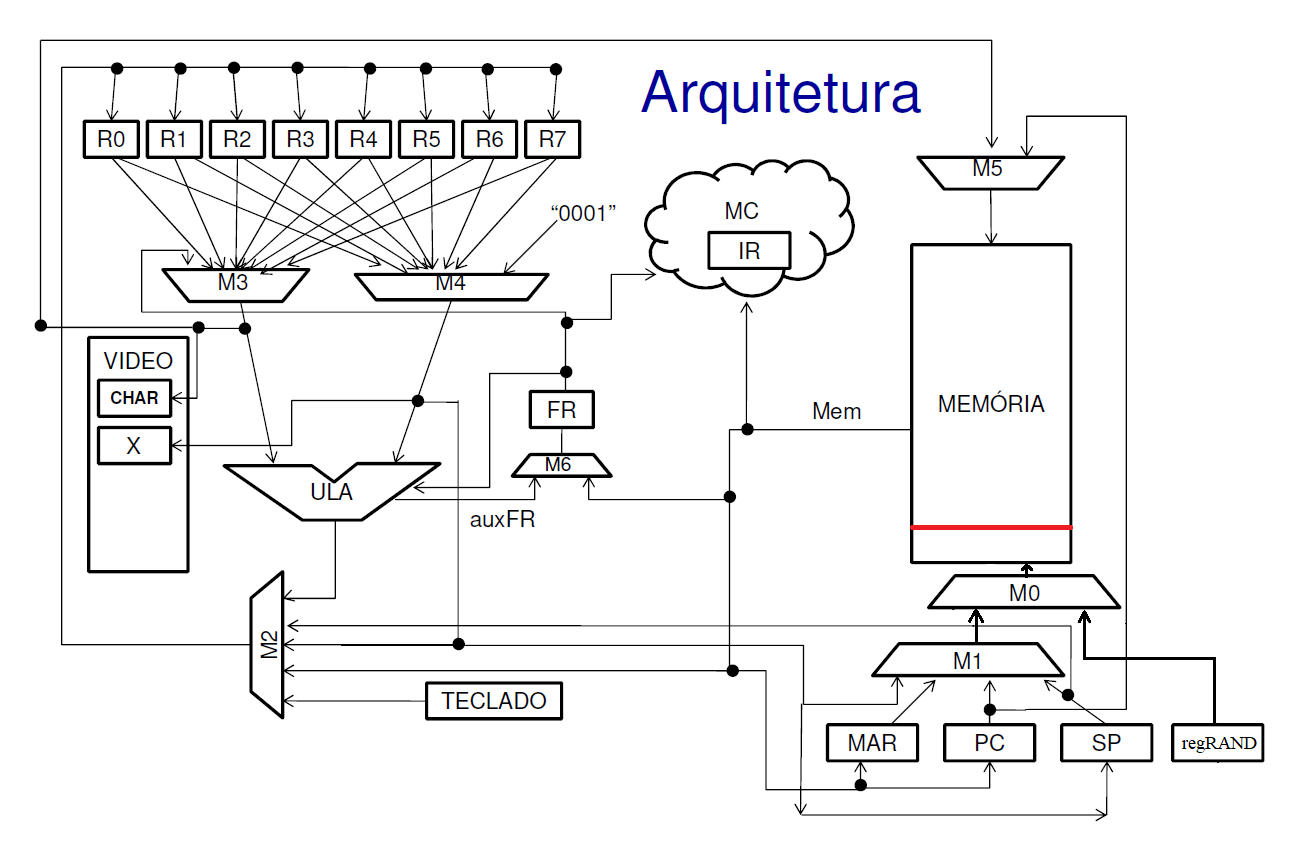 Arquitetura
R0 R1 R2 R3 R4 R5 R6 R7
M5
MC
“0001”
IR
M3
M4
VIDEO
CHAR
FR
Mem
MEMÓRIA
X
M6
ULA
auxFR
M0
M2
M1
TECLADO
MAR
PC
SP
regRAND